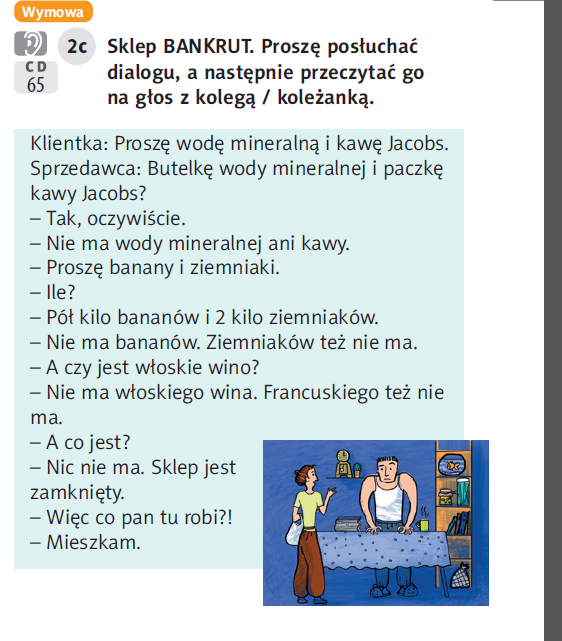 Wymowa
2c Sklep BANKRUT. Proszę posłuchać
CD
65
dialogu, a następnie przeczytać go
na głos z kolegą / koleżanką.
Klientka: Proszę wodę mineralną i kawę Jacobs.
Sprzedawca: Butelkę wody mineralnej i paczkę
kawy Jacobs?
– Tak, oczywiście.
– Nie ma wody mineralnej ani kawy.
– Proszę banany i ziemniaki.
– Ile?
– Pół kilo bananów i 2 kilo ziemniaków.
– Nie ma bananów. Ziemniaków też nie ma.
– A czy jest włoskie wino?
– Nie ma włoskiego wina. Francuskiego też nie
ma.
– A co jest?
– Nic nie ma. Sklep jest
zamknięty.
– Więc co pan tu robi?!
– Mieszkam.